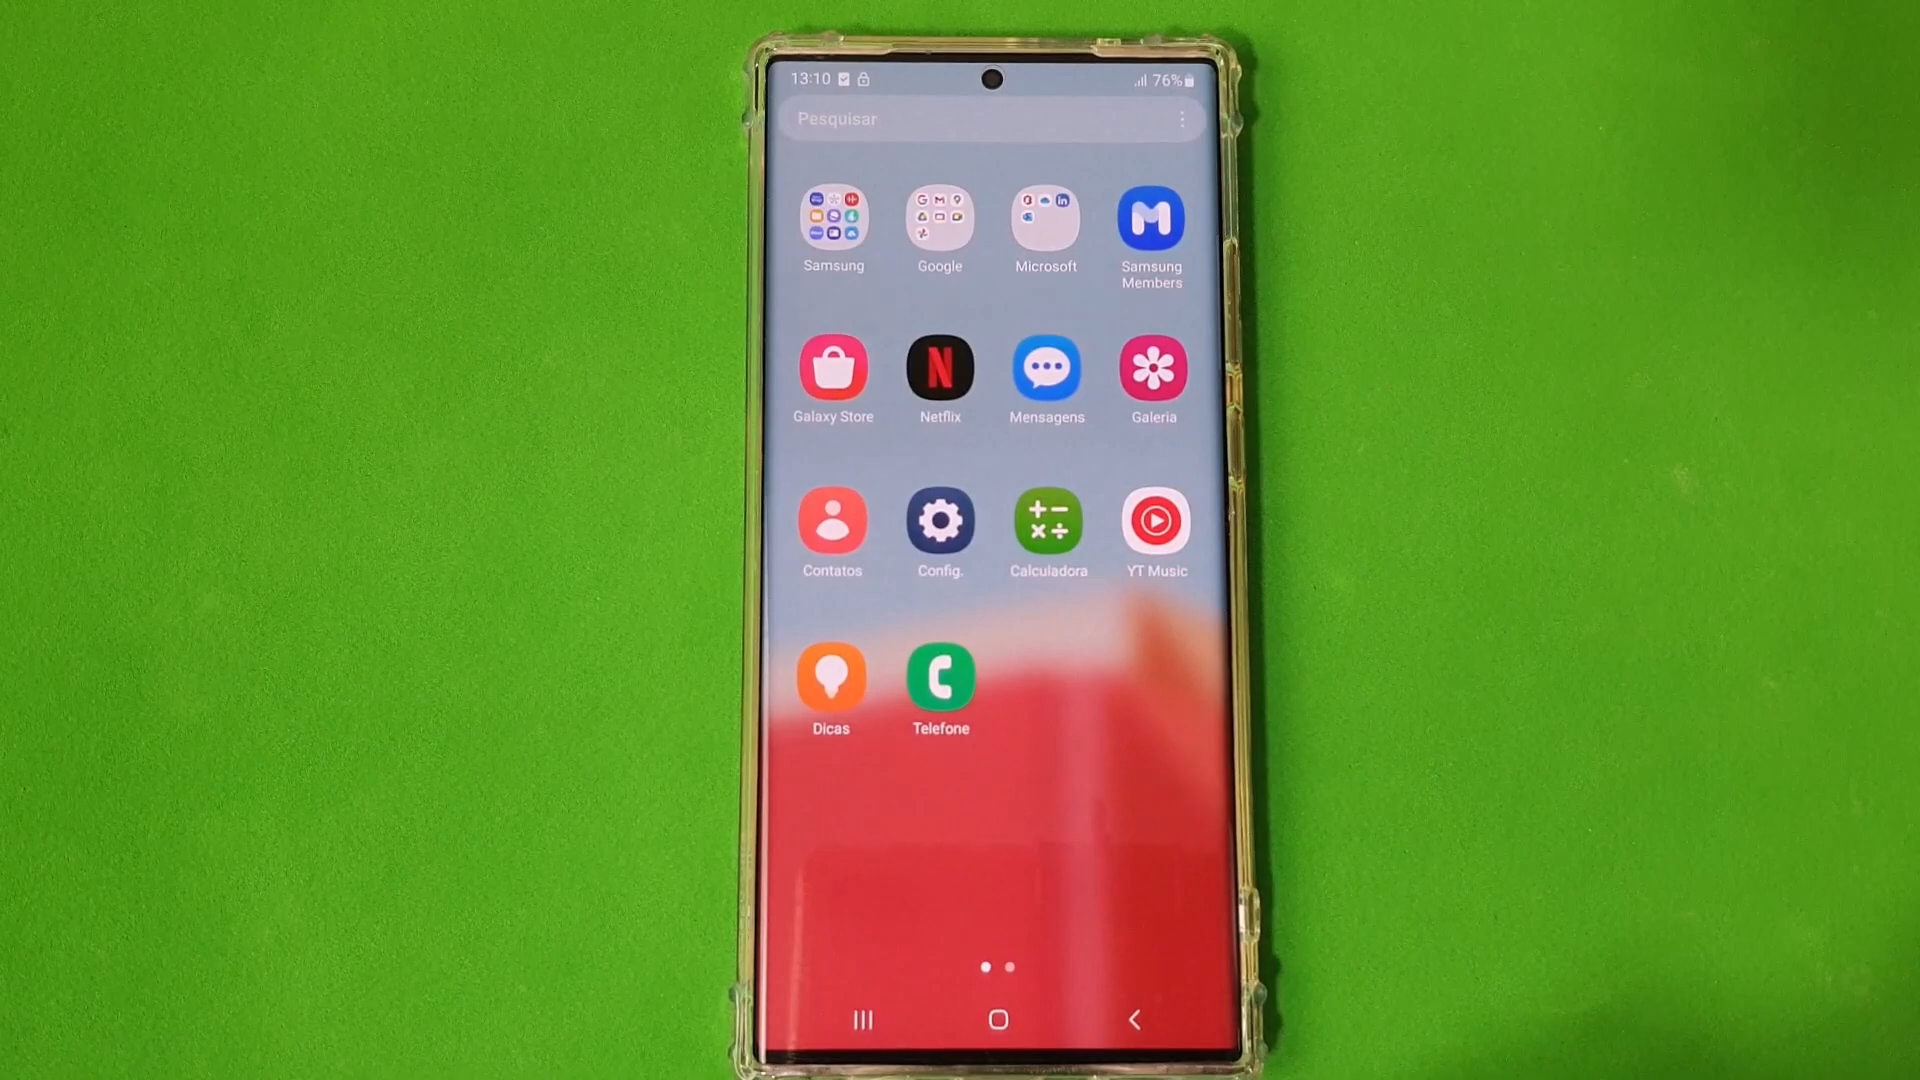 13:10
76%
Pesquisar
Samsung
Google
Microsoft
Samsung
Members
Galaxy Store
Netflix
Mensagens
Galeria
Contatos
Config.
Calculadora
YT Music
Dicas
Telefone